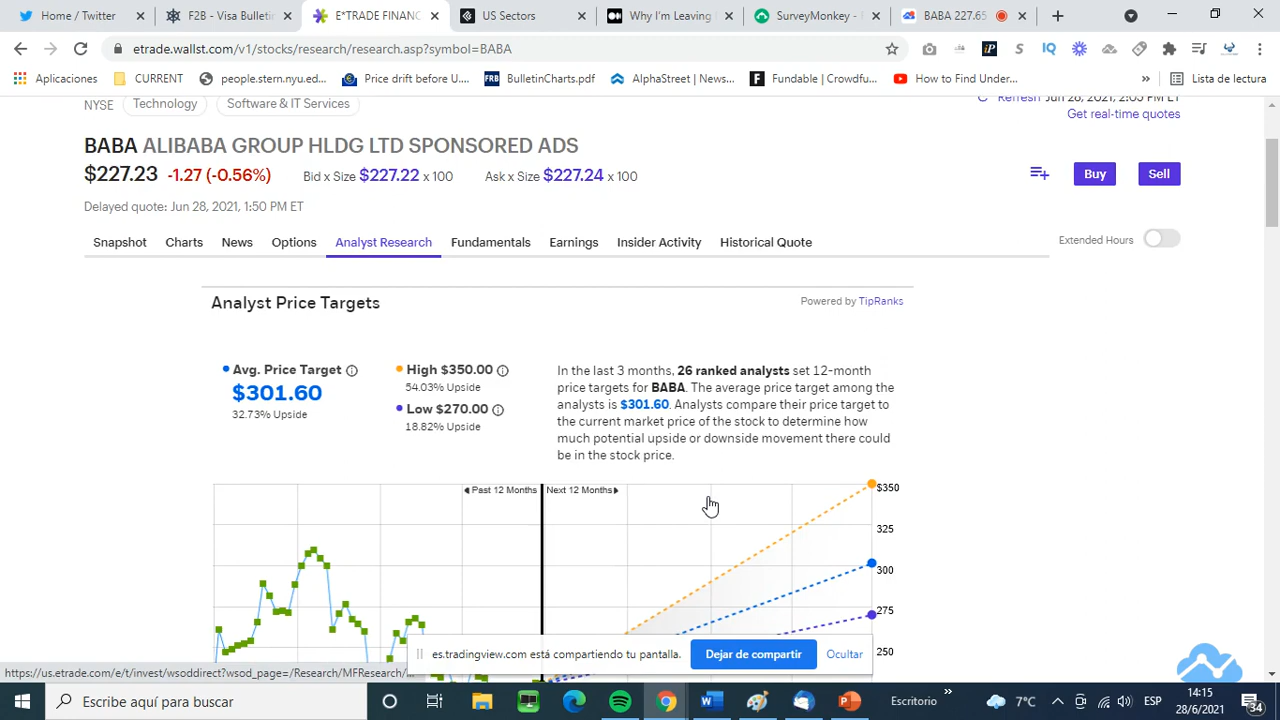 Home / Twitter
F2B - Visa Bulletin
E*TRADE FINANC
US Sectors
Why I'm Leaving
SurveyMonkey -
BABA 227.65
etrade.wallst.com/v1/stocks/research/research.asp?symbol=BABA
Aplicaciones
CURRENT
people.stern.nyu.ed...
Price drift before U....
BulletinCharts.pdf
AlphaStreet | News...
Fundable | Crowdfu...
How to Find Under...
»
Lista de lectura
NYSE
Technology
Software & IT Services
Refresh Jun 28, 2021, 2:05 PM ET
Get real-time quotes
BABA ALIBABA GROUP HLDG LTD SPONSORED ADS
$227.23 -1.27 (-0.56%) Bid x Size $227.22 x 100 Ask x Size $227.24 x 100
Buy
Sell
Delayed quote: Jun 28, 2021, 1:50 PM ET
Snapshot
Charts
News
Options
Analyst Research
Fundamentals
Earnings
Insider Activity
Historical Quote
Extended Hours
Analyst Price Targets
Powered by TipRanks
Avg. Price Target
$301.60
32.73% Upside
High $350.00
54.03% Upside
Low $270.00
18.82% Upside
In the last 3 months, 26 ranked analysts set 12-month
price targets for BABA. The average price target among the
analysts is $301.60. Analysts compare their price target to
the current market price of the stock to determine how
much potential upside or downside movement there could
be in the stock price.
Past 12 Months
Next 12 Months
$350
325
300
275
250
es.tradingview.com está compartiendo tu pantalla.
Dejar de compartir
Ocultar
https://us.etrade.com/e/t/invest/wsoddirect?wsod_page=/Research/MFResearch/
Escribe aquí para buscar
Escritorio
»
7°C
ESP
14:15
28/6/2021
34